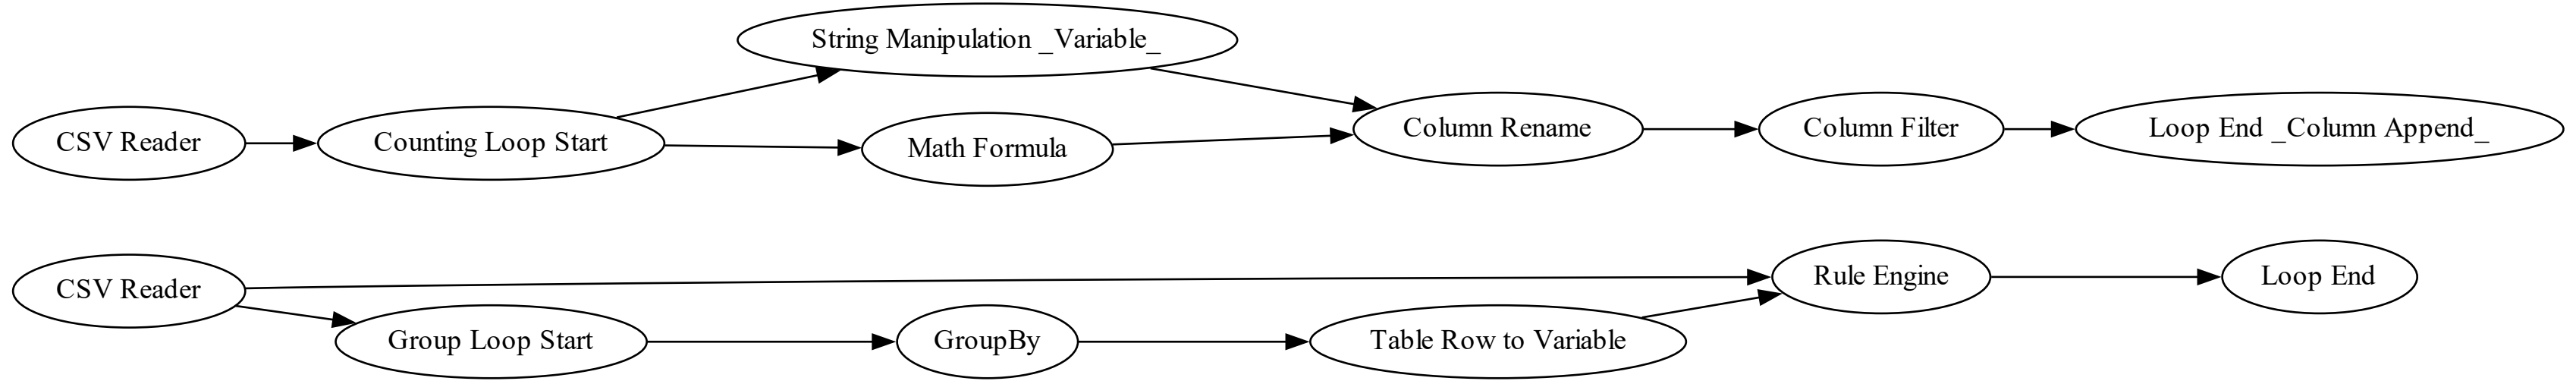 String Manipulation _Variable_
CSV Reader
Counting Loop Start
Math Formula
Column Rename
Column Filter
Loop End _Column Append_
CSV Reader
Group Loop Start
GroupBy
Table Row to Variable
Rule Engine
Loop End